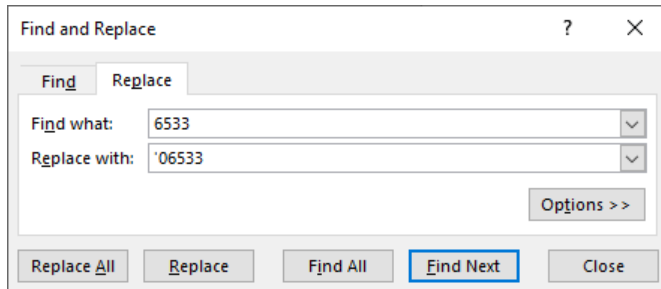 Find and Replace ? X
Find Replace
Find what: 6533
Replace with: '06533
Options >>
Replace All Replace Find All Find Next Close